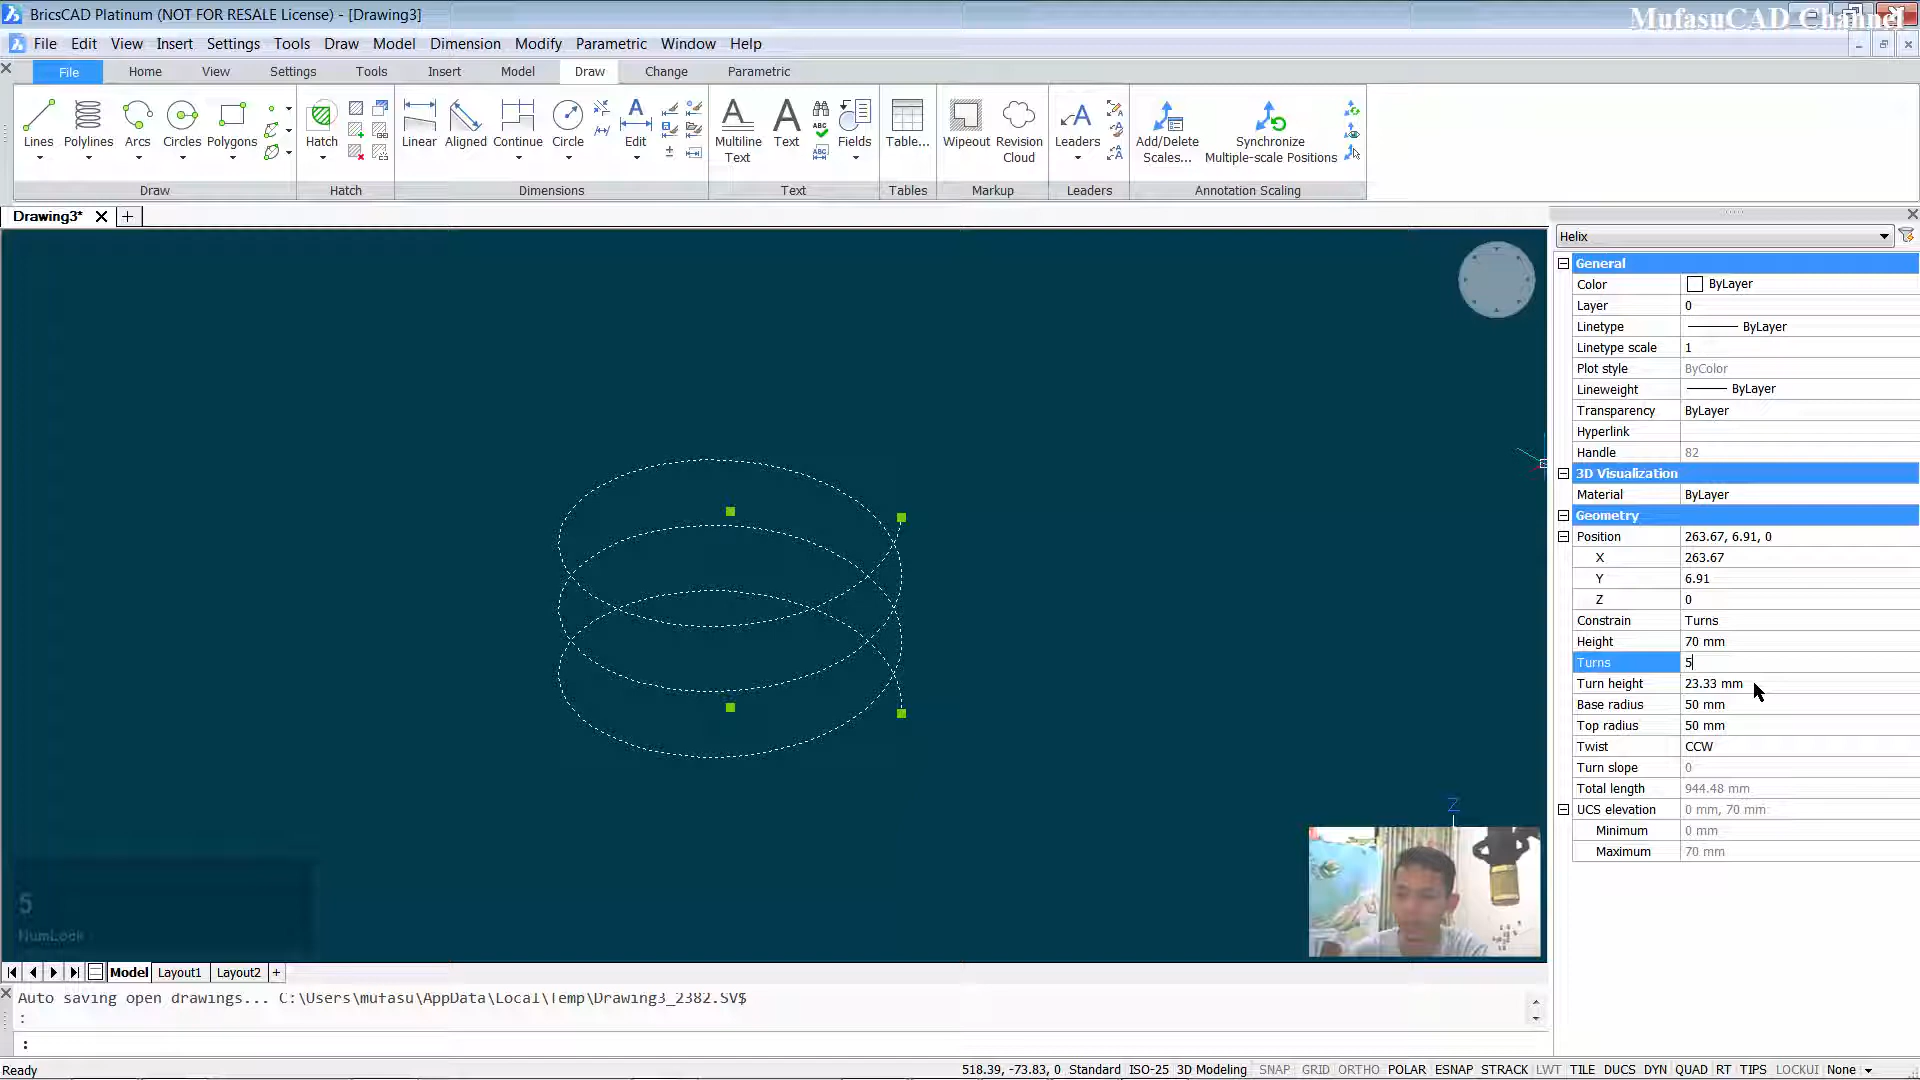 BricsCAD Platinum (NOT FOR RESALE License) - [Drawing3]
MufasuCAD Channel
File Edit View Insert Settings Tools Draw Model Dimension Modify Parametric Window Help
File Home View Settings Tools Insert Model Draw Change Parametric
Lines Polylines Arcs Circles Polygons Hatch Linear Aligned Continue Circle Edit Multiline Text Text Fields Table... Wipeout Revision Cloud Leaders Add/Delete Scales... Synchronize Multiple-scale Positions
Draw Hatch Dimensions Text Tables Markup Leaders Annotation Scaling
Drawing3*
Helix
General
Color ByLayer
Layer 0
Linetype ByLayer
Linetype scale 1
Plot style ByColor
Lineweight ByLayer
Transparency ByLayer
Hyperlink
Handle 82
3D Visualization
Material ByLayer
Geometry
Position 263.67, 6.91, 0
X 263.67
Y 6.91
Z 0
Constrain Turns
Height 70 mm
Turns 5
Turn height 23.33 mm
Base radius 50 mm
Top radius 50 mm
Twist CCW
Turn slope 0
Total length 944.48 mm
UCS elevation 0 mm, 70 mm
Minimum 0 mm
Maximum 70 mm
Z
5
NumLock
Model Layout1 Layout2 +
Auto saving open drawings... C:\Users\mufasu\AppData\Local\Temp\Drawing3_2382.SV$
:
:
Ready 518.39, -73.83, 0 Standard ISO-25 3D Modeling SNAP GRID ORTHO POLAR ESNAP STRACK LWT TILE DUCS DYN QUAD RT TIPS LOCKUI None